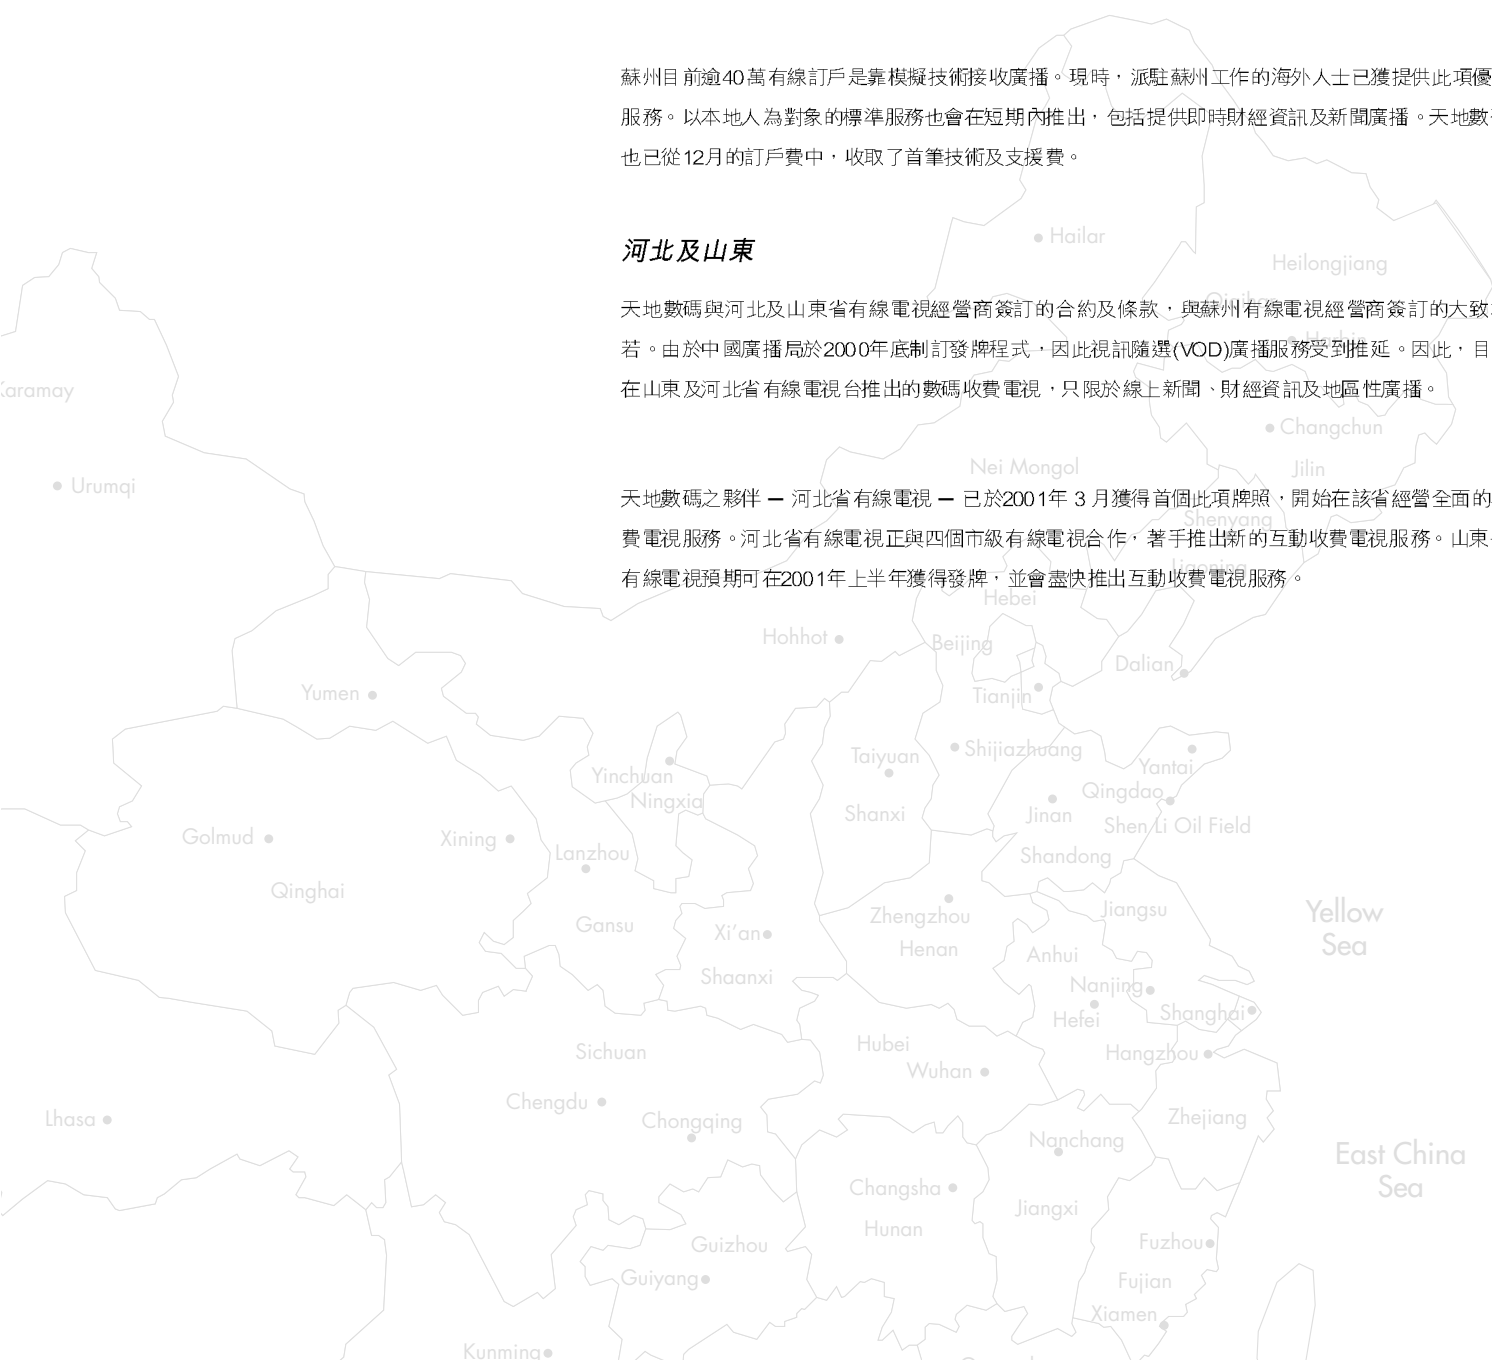 蘇州目前逾40萬有線訂戶是靠模擬技術接收廣播。現時，派駐蘇州工作的海外人士已獲提供此項優
服務。以本地人為對象的標準服務也會在短期內推出，包括提供即時財經資訊及新聞廣播。天地數
也已從12月的訂戶費中，收取了首筆技術及支援費。
河北及山東
天地數碼與河北及山東省有線電視經營商簽訂的合約及條款，與蘇州有線電視經營商簽訂的大致
若。由於中國廣播局於2000年底制訂發牌程式，因此視訊隨選(VOD)廣播服務受到推延。因此，目
在山東及河北省有線電視台推出的數碼收費電視，只限於線上新聞、財經資訊及地區性廣播。
天地數碼之夥伴 — 河北省有線電視 — 已於2001年 3 月獲得首個此項牌照，開始在該省經營全面的
費電視服務。河北省有線電視正與四個市級有線電視合作，著手推出新的互動收費電視服務。山東
有線電視預期可在2001年上半年獲得發牌，並會盡快推出互動收費電視服務。
Hailar
Heilongjiang
Qiqihar
Harbin
Karamay
Changchun
Nei Mongol
Jilin
Urumqi
Shenyang
Liaoning
Hebei
Hohhot
Beijing
Dalian
Yumen
Tianjin
Taiyuan
Shijiazhuang
Yinchuan
Yantai
Ningxia
Qingdao
Shanxi
Jinan
Shen Li Oil Field
Golmud
Xining
Lanzhou
Shandong
Qinghai
Zhengzhou
Jiangsu
Yellow
Sea
Gansu
Xi’an
Henan
Anhui
Shaanxi
Nanjing
Hefei
Shanghai
Sichuan
Hubei
Hangzhou
Wuhan
Chengdu
Lhasa
Chongqing
Zhejiang
Nanchang
East China
Sea
Changsha
Jiangxi
Hunan
Guizhou
Fuzhou
Guiyang
Fujian
Xiamen
Kunming